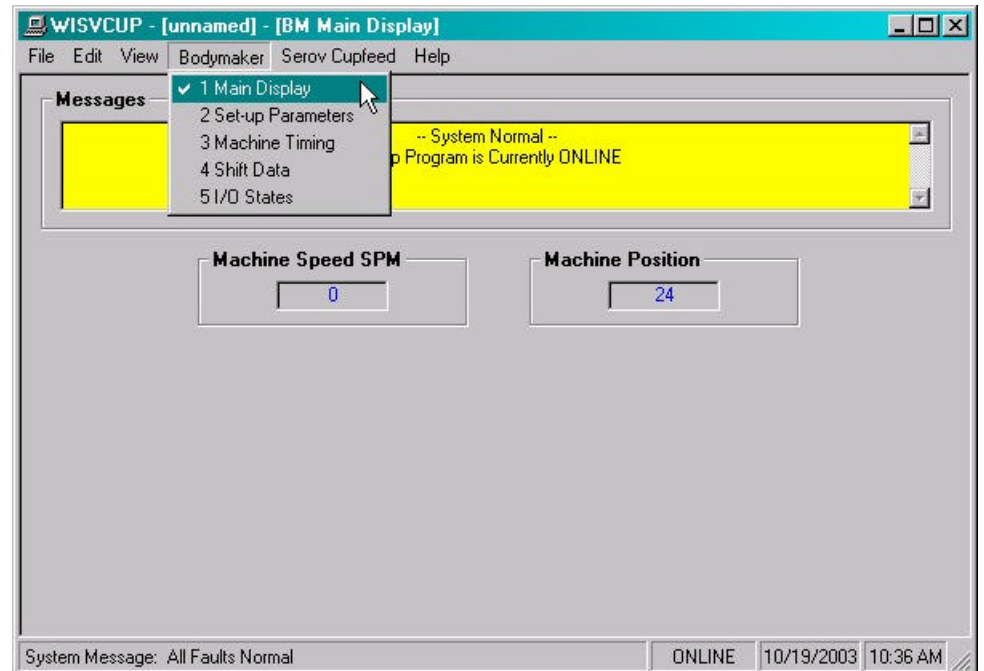 WISVCUP - [unnamed] - [BM Main Display]
File Edit View Bodymaker Serov Cupfeed Help
1 Main Display
2 Set-up Parameters
3 Machine Timing
4 Shift Data
5 I/O States
Messages
-- System Normal --
p Program is Currently ONLINE
Machine Speed SPM
0
Machine Position
24
System Message: All Faults Normal ONLINE 10/19/2003 10:36 AM